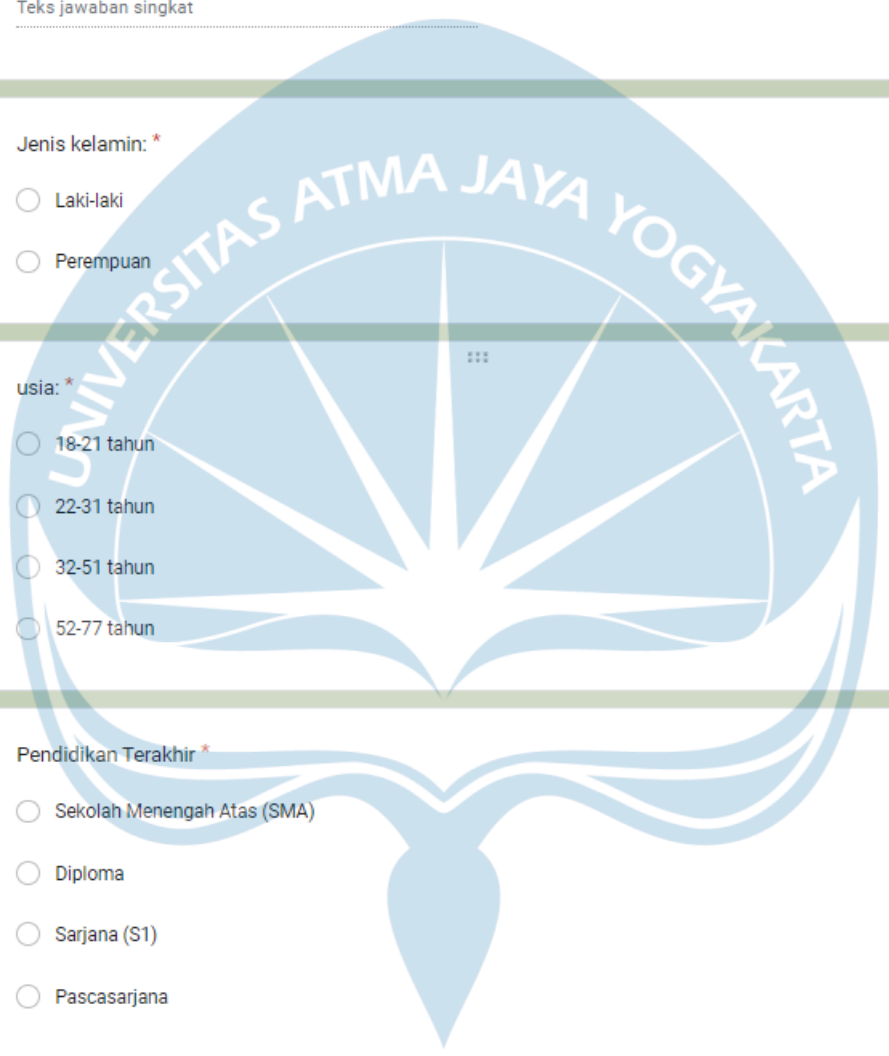 Teks jawaban singkat
UNIVERSITAS ATMA JAYA YOGYAKARTA
Jenis kelamin: *
Laki-laki
Perempuan
usia: *
18-21 tahun
22-31 tahun
32-51 tahun
52-77 tahun
Pendidikan Terakhir *
Sekolah Menengah Atas (SMA)
Diploma
Sarjana (S1)
Pascasarjana